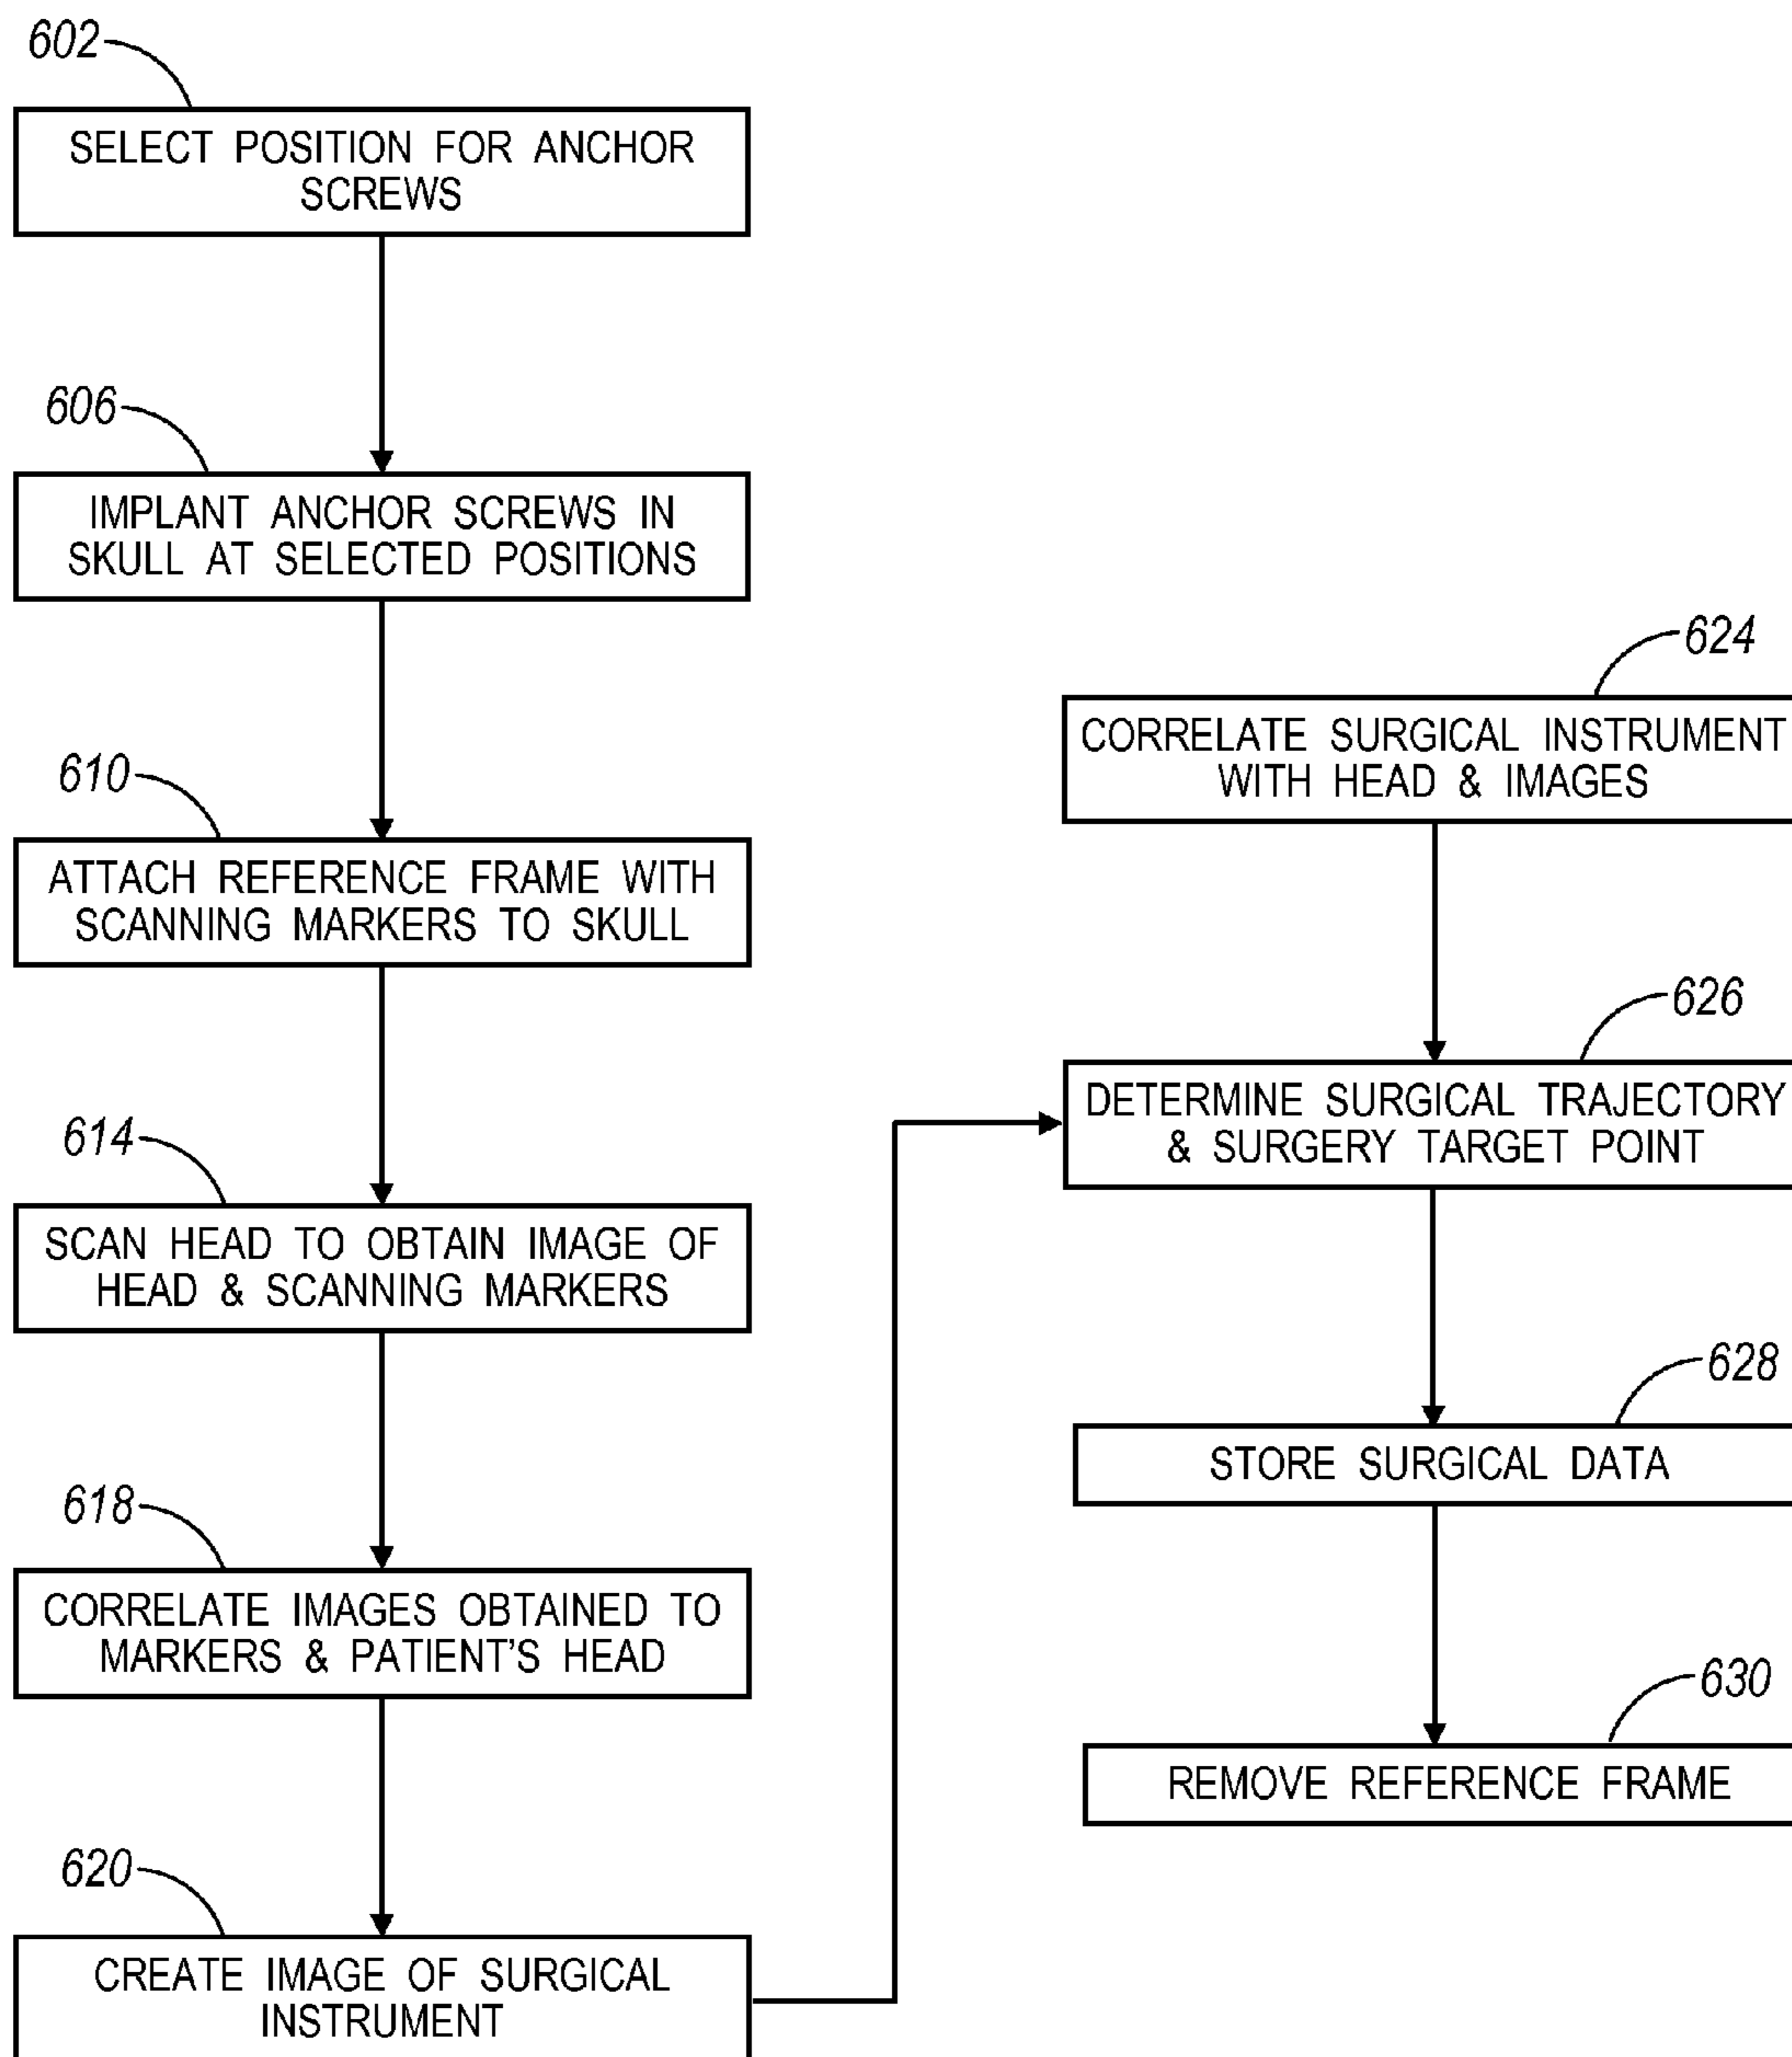 602
SELECT POSITION FOR ANCHOR
SCREWS
606
IMPLANT ANCHOR SCREWS IN
SKULL AT SELECTED POSITIONS
610
ATTACH REFERENCE FRAME WITH
SCANNING MARKERS TO SKULL
614
SCAN HEAD TO OBTAIN IMAGE OF
HEAD & SCANNING MARKERS
618
CORRELATE IMAGES OBTAINED TO
MARKERS & PATIENT'S HEAD
620
CREATE IMAGE OF SURGICAL
INSTRUMENT
624
CORRELATE SURGICAL INSTRUMENT
WITH HEAD & IMAGES
626
DETERMINE SURGICAL TRAJECTORY
& SURGERY TARGET POINT
628
STORE SURGICAL DATA
630
REMOVE REFERENCE FRAME